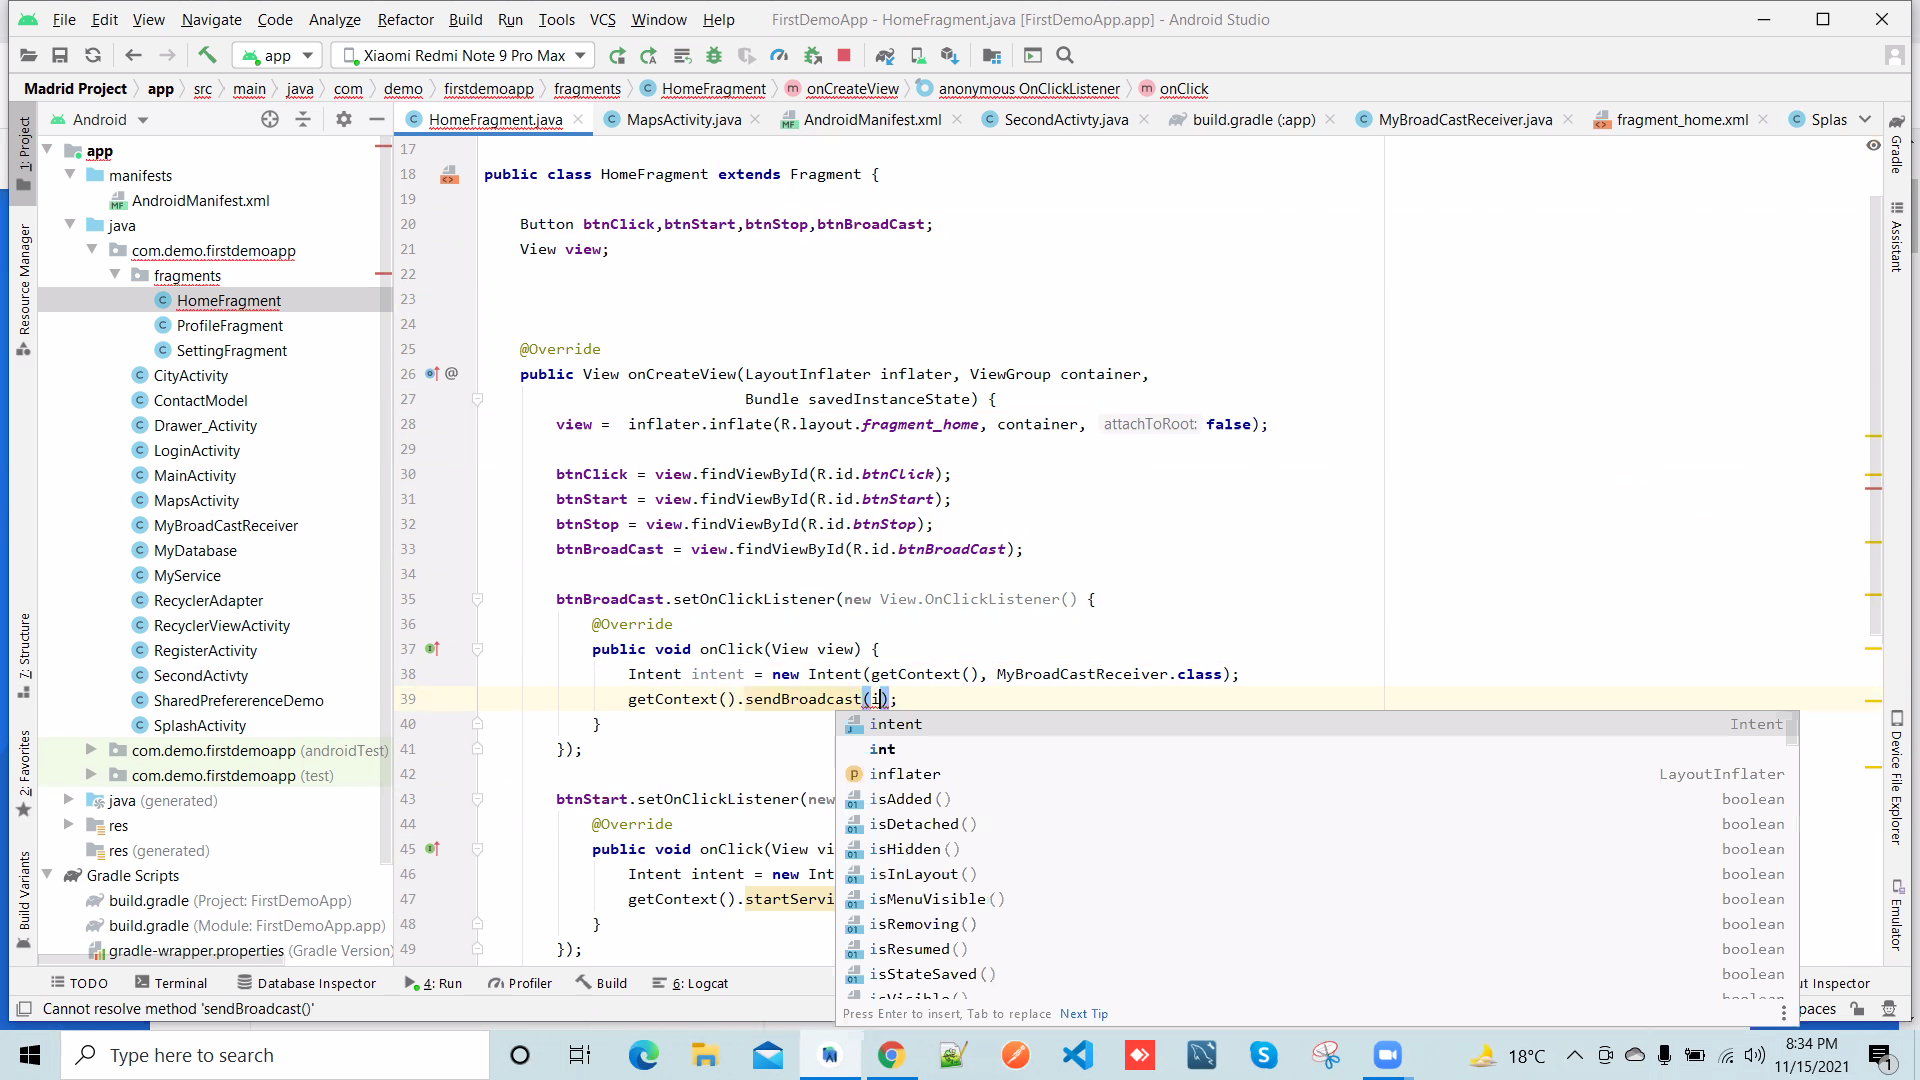 File Edit View Navigate Code Analyze Refactor Build Run Tools VCS Window Help FirstDemoApp - HomeFragment.java [FirstDemoApp.app] - Android Studio
app Xiaomi Redmi Note 9 Pro Max
Madrid Project app src main java com demo firstdemoapp fragments HomeFragment onCreateView anonymous OnClickListener onClick
Android
HomeFragment.java MapsActivity.java AndroidManifest.xml SecondActivty.java build.gradle (:app) MyBroadCastReceiver.java fragment_home.xml Splas
1: Project
Resource Manager
7: Structure
2: Favorites
Build Variants
app
manifests
AndroidManifest.xml
java
com.demo.firstdemoapp
fragments
HomeFragment
ProfileFragment
SettingFragment
CityActivity
ContactModel
Drawer_Activity
LoginActivity
MainActivity
MapsActivity
MyBroadCastReceiver
MyDatabase
MyService
RecyclerAdapter
RecyclerViewActivity
RegisterActivity
SecondActivty
SharedPrefererenceDemo
SplashActivity
com.demo.firstdemoapp (androidTest)
com.demo.firstdemoapp (test)
java (generated)
res
res (generated)
Gradle Scripts
build.gradle (Project: FirstDemoApp)
build.gradle (Module: FirstDemoApp.app)
gradle-wrapper.properties (Gradle Version)
17
18 public class HomeFragment extends Fragment {
19
20 Button btnClick,btnStart,btnStop,btnBroadCast;
21 View view;
22
23
24
25 @Override
26 @ public View onCreateView(LayoutInflater inflater, ViewGroup container,
27 Bundle savedInstanceState) {
28 view = inflater.inflate(R.layout.fragment_home, container, attachToRoot: false);
29
30 btnClick = view.findViewById(R.id.btnClick);
31 btnStart = view.findViewById(R.id.btnStart);
32 btnStop = view.findViewById(R.id.btnStop);
33 btnBroadCast = view.findViewById(R.id.btnBroadCast);
34
35 btnBroadCast.setOnClickListener(new View.OnClickListener() {
36 @Override
37 public void onClick(View view) {
38 Intent intent = new Intent(getContext(), MyBroadCastReceiver.class);
39 getContext().sendBroadcast(i);
40 }
41 });
42
43 btnStart.setOnClickListener(new
44 @Override
45 public void onClick(View vi
46 Intent intent = new Int
47 getContext().startServi
48 }
49 });
intent Intent
int
inflater LayoutInflater
isAdded() boolean
isDetached() boolean
isHidden() boolean
isInLayout() boolean
isMenuVisible() boolean
isRemoving() boolean
isResumed() boolean
isStateSaved() boolean
isVisible() boolean
Press Enter to insert, Tab to replace Next Tip
Gradle
Assistant
Device File Explorer
Emulator
TODO Terminal Database Inspector 4: Run Profiler Build 6: Logcat ut Inspector
Cannot resolve method 'sendBroadcast()' paces
Type here to search 18°C 8:34 PM
11/15/2021
1